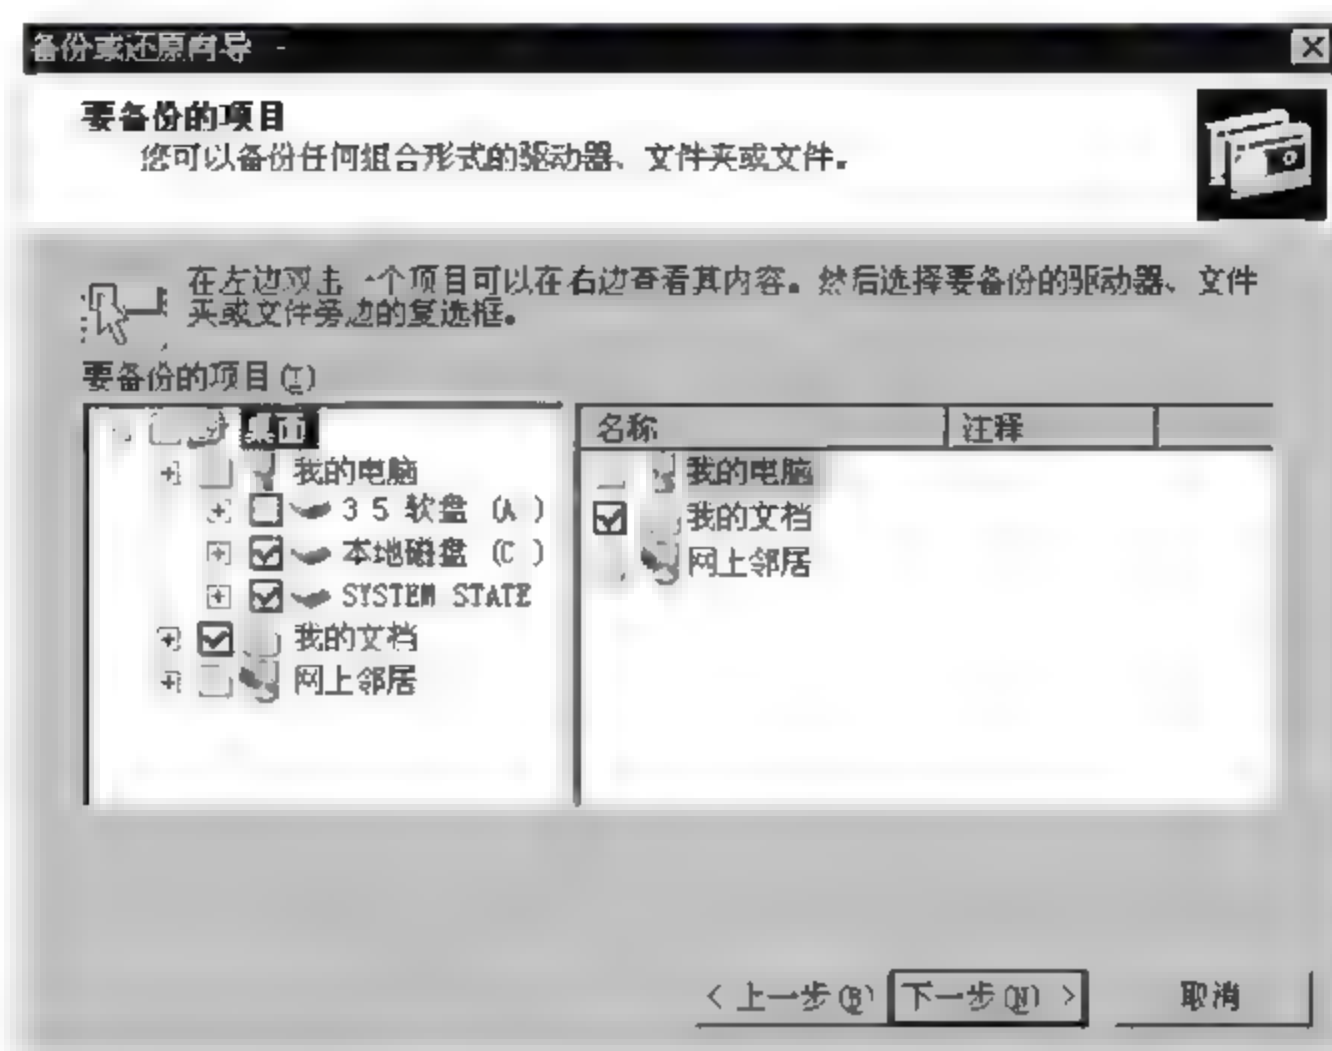 备份或还原向导
要备份的项目
您可以备份任何组合形式的驱动器、文件夹或文件。
在左边双击一个项目可以在右边查看其内容。然后选择要备份的驱动器、文件
夹或文件旁边的复选框。
要备份的项目(I)
桌面
我的电脑
3 5 软盘 (A )
本地磁盘 (C )
SYSTEM STATE
我的文档
网上邻居
名称 注释
我的电脑
我的文档
网上邻居
< 上一步(B) 下一步(N) > 取消